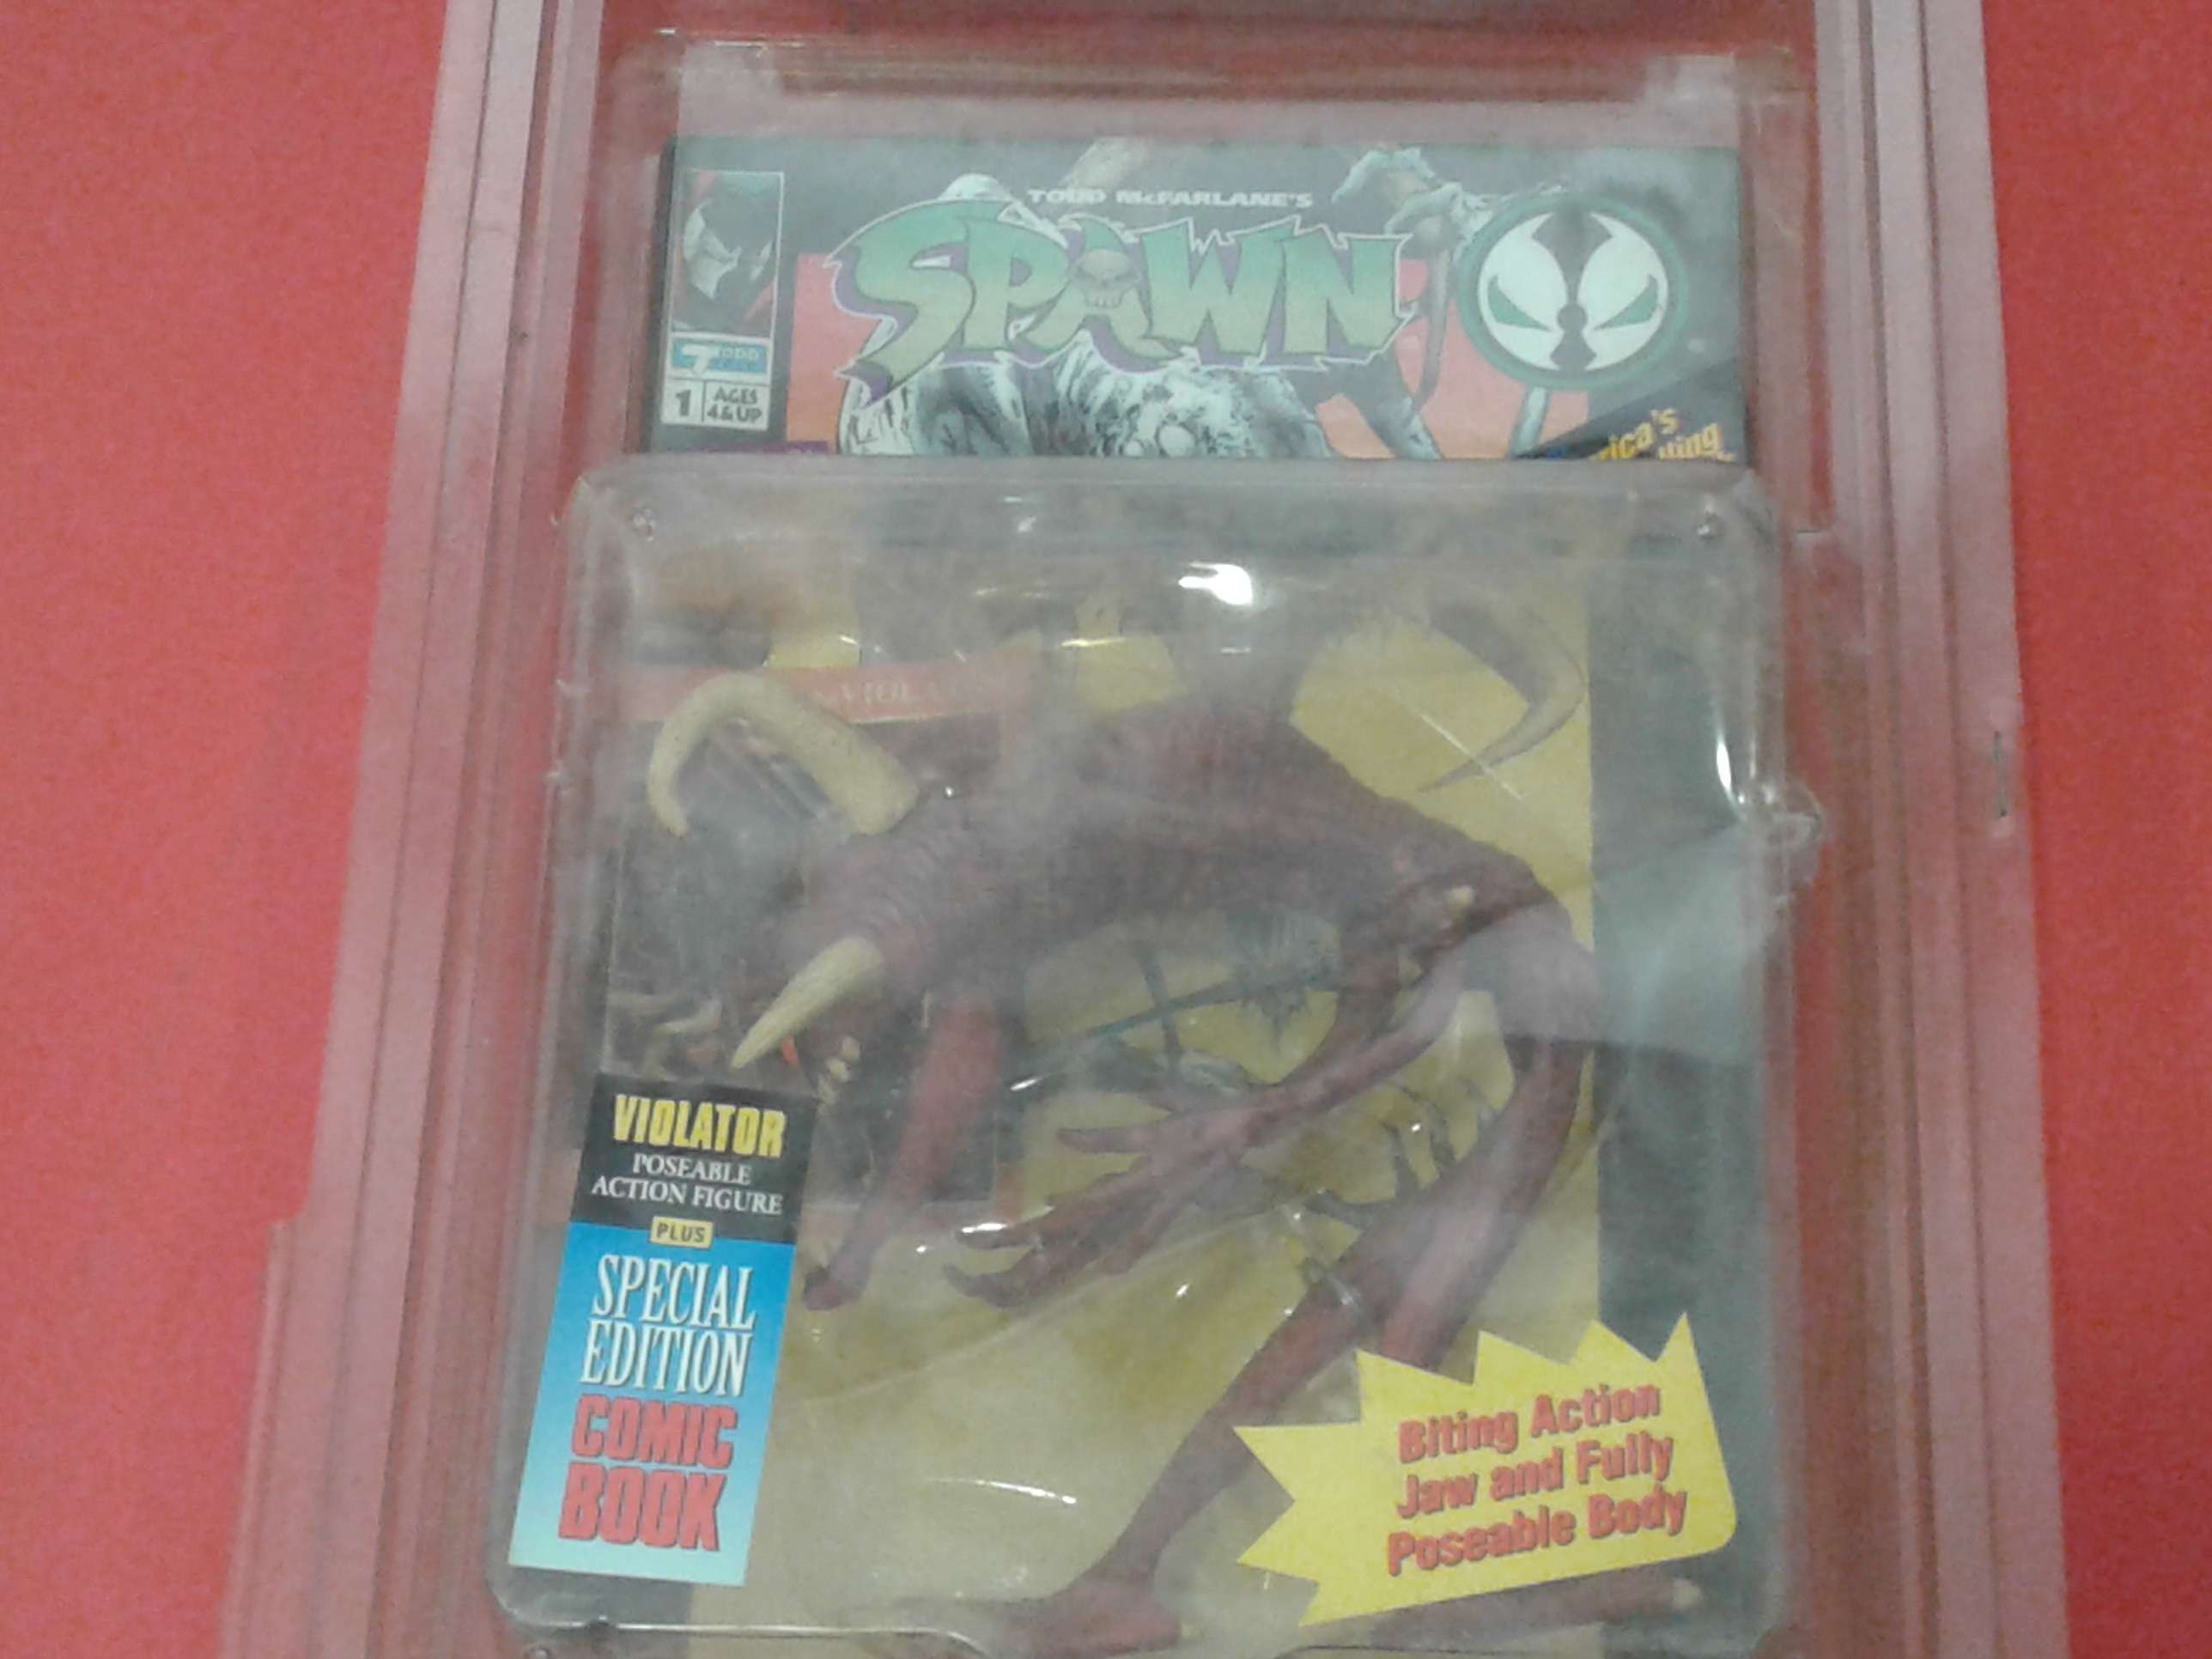 TODD McFARLANE'S
SPAWN
TODD
1 AGES
4 & UP
VIOLATOR
POSEABLE
ACTION FIGURE
PLUS
SPECIAL
EDITION
COMIC
BOOK
Biting Action
Jaw and Fully
Poseable Body